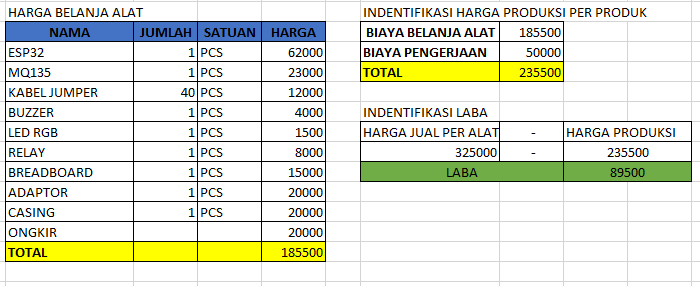 HARGA BELANJA ALAT
NAMA JUMLAH SATUAN HARGA
ESP32 1 PCS 62000
MQ135 1 PCS 23000
KABEL JUMPER 40 PCS 12000
BUZZER 1 PCS 4000
LED RGB 1 PCS 1500
RELAY 1 PCS 8000
BREADBOARD 1 PCS 15000
ADAPTOR 1 PCS 20000
CASING 1 PCS 20000
ONGKIR 20000
TOTAL 185500
INDENTIFIKASI HARGA PRODUKSI PER PRODUK
BIAYA BELANJA ALAT 185500
BIAYA PENGERJAAN 50000
TOTAL 235500
INDENTIFIKASI LABA
HARGA JUAL PER ALAT - HARGA PRODUKSI
325000 - 235500
LABA 89500